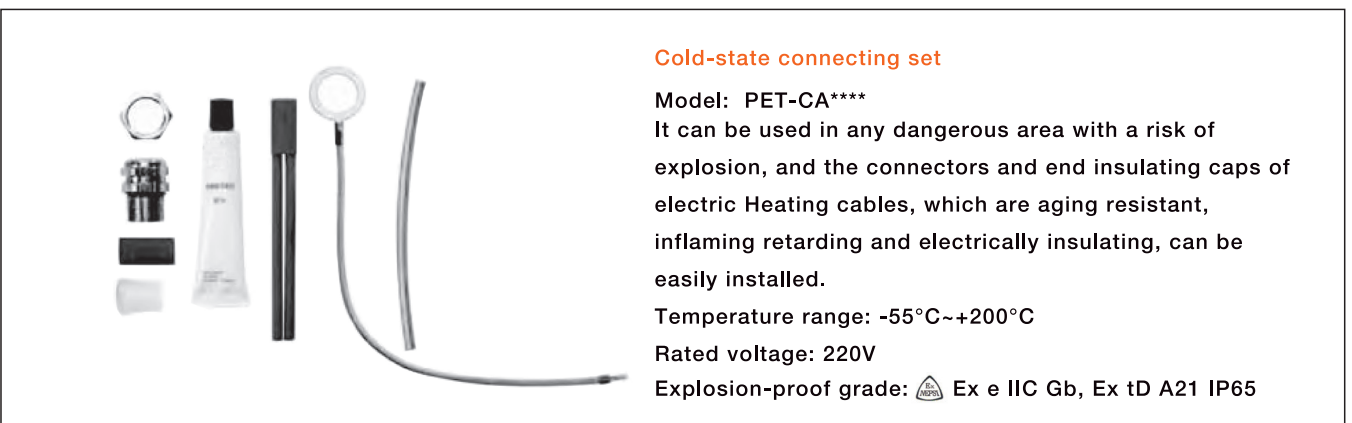 Cold-state connecting set
Model: PET-CA****
It can be used in any dangerous area with a risk of
explosion, and the connectors and end insulating caps of
electric Heating cables, which are aging resistant,
inflaming retarding and electrically insulating, can be
easily installed.
Temperature range: -55°C~+200°C
Rated voltage: 220V
Explosion-proof grade: Ex NEPSI Ex e IIC Gb, Ex tD A21 IP65